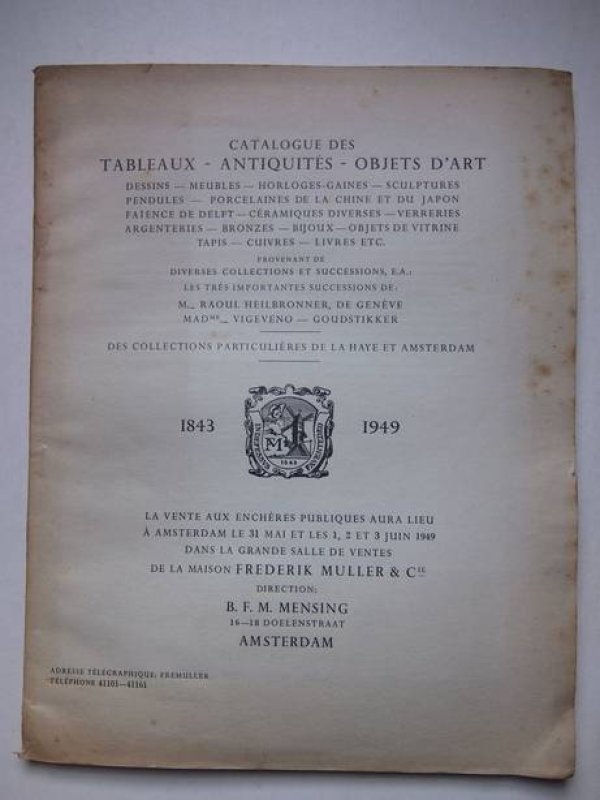 CATALOGUE DES
TABLEAUX - ANTIQUITÉS - OBJETS D'ART
DESSINS — MEUBLES — HORLOGES-GAINES — SCULPTURES
PENDULES — PORCELAINES DE LA CHINE ET DU JAPON
FAÏENCE DE DELFT — CÉRAMIQUES DIVERSES — VERRERIES
ARGENTERIES — BRONZES — BIJOUX — OBJETS DE VITRINE
TAPIS — CUIVRES — LIVRES ETC.
PROVENANT DE
DIVERSES COLLECTIONS ET SUCCESSIONS, E.A.:
LES TRÉS IMPORTANTES SUCCESSIONS DE:
M.. RAOUL HEILBRONNER, DE GENÈVE
MADME.. VIGEVENO — GOUDSTIKKER
DES COLLECTIONS PARTICULIÈRES DE LA HAYE ET AMSTERDAM
1843 1949
FM
1843
LA VENTE AUX ENCHÈRES PUBLIQUES AURA LIEU
À AMSTERDAM LE 31 MAI ET LES 1, 2 ET 3 JUIN 1949
DANS LA GRANDE SALLE DE VENTES
DE LA MAISON FREDERIK MULLER & CIE
DIRECTION:
B. F. M. MENSING
16—18 DOELENSTRAAT
AMSTERDAM
ADRESSE TÉLÉGRAPHIQUE: FREMULLER
TÉLÉPHONE 41103—41161